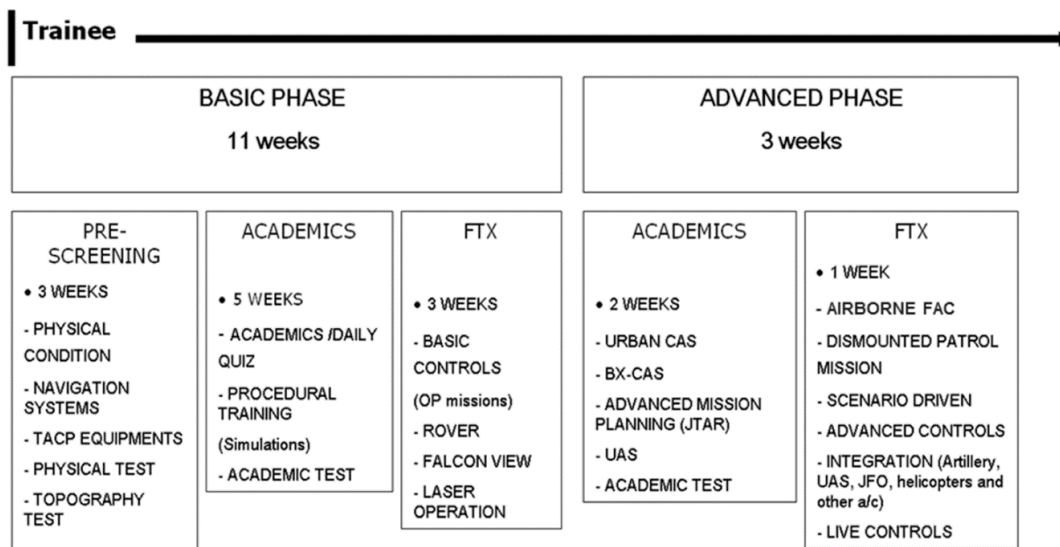 Trainee
BASIC PHASE
11 weeks
ADVANCED PHASE
3 weeks
PRE-
SCREENING
• 3 WEEKS
- PHYSICAL
CONDITION
- NAVIGATION
SYSTEMS
- TACP EQUIPMENTS
- PHYSICAL TEST
- TOPOGRAPHY
TEST
ACADEMICS
• 5 WEEKS
- ACADEMICS /DAILY
QUIZ
- PROCEDURAL
TRAINING
(Simulations)
- ACADEMIC TEST
FTX
• 3 WEEKS
- BASIC
CONTROLS
(OP missions)
- ROVER
- FALCON VIEW
- LASER
OPERATION
ACADEMICS
• 2 WEEKS
- URBAN CAS
- BX-CAS
- ADVANCED MISSION
PLANNING (JTAR)
- UAS
- ACADEMIC TEST
FTX
• 1 WEEK
- AIRBORNE FAC
- DISMOUNTED PATROL
MISSION
- SCENARIO DRIVEN
- ADVANCED CONTROLS
- INTEGRATION (Artillery,
UAS, JFO, helicopters and
other a/c)
- LIVE CONTROLS